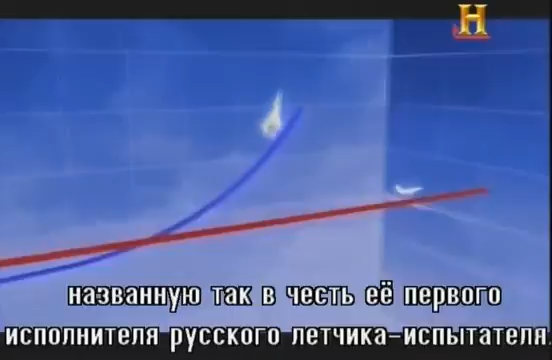 H
названную так в честь её первого
исполнителя русского летчика-испытателя